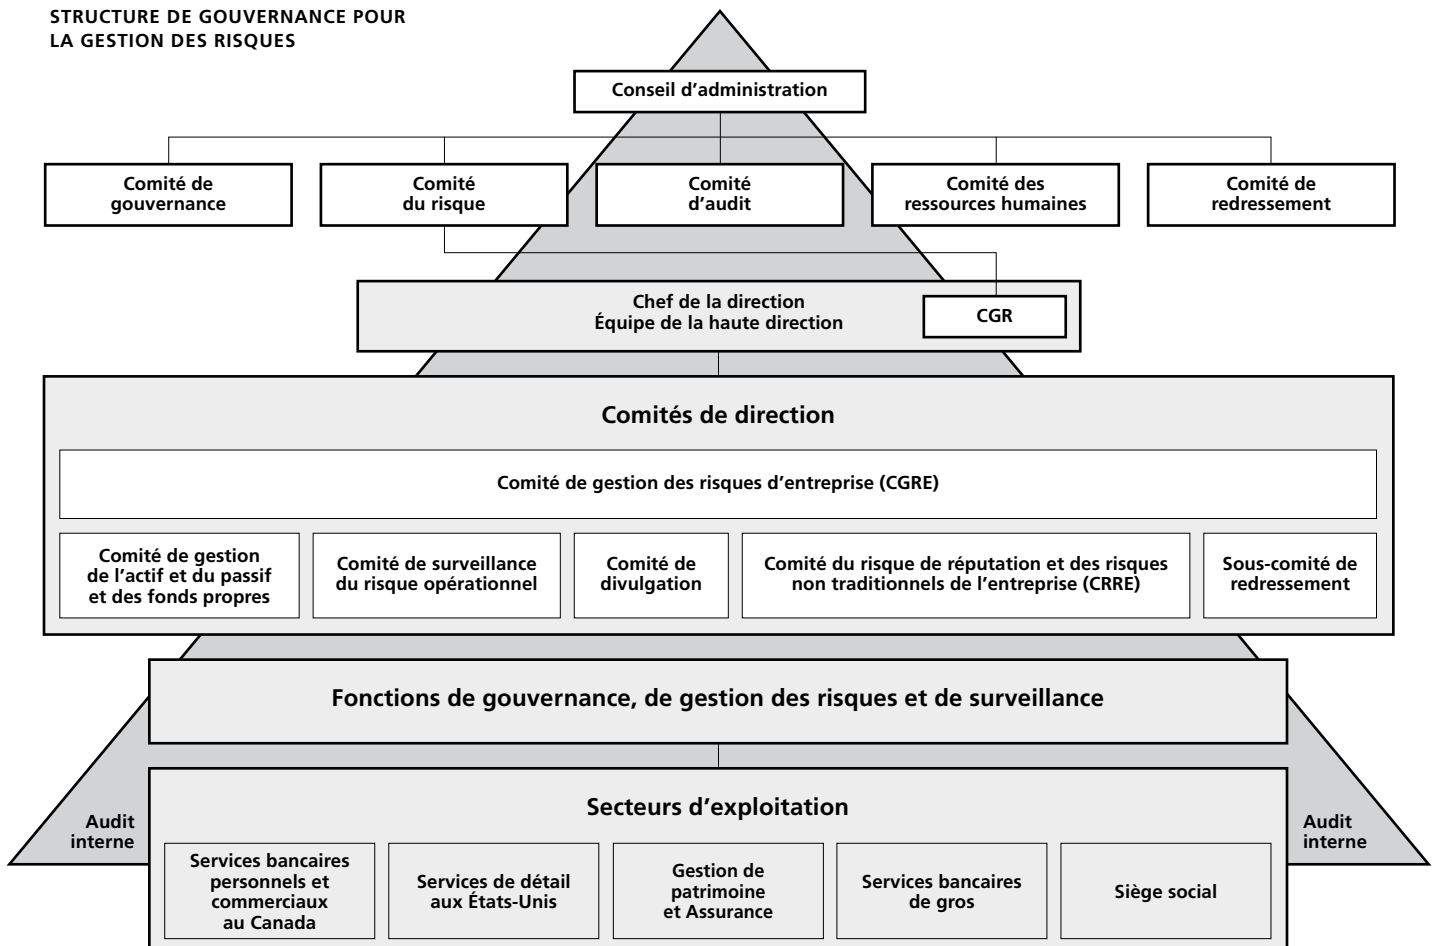 STRUCTURE DE GOUVERNANCE POUR
LA GESTION DES RISQUES
Conseil d'administration
Comité de
gouvernance
Comité
du risque
Comité
d'audit
Comité des
ressources humaines
Comité de
redressement
Chef de la direction
Équipe de la haute direction
CGR
Comités de direction
Comité de gestion des risques d'entreprise (CGRE)
Comité de gestion
de l'actif et du passif
et des fonds propres
Comité de surveillance
du risque opérationnel
Comité de
divulgation
Comité du risque de réputation et des risques
non traditionnels de l'entreprise (CRRE)
Sous-comité de
redressement
Fonctions de gouvernance, de gestion des risques et de surveillance
Secteurs d'exploitation
Audit
interne
Services bancaires
personnels et
commerciaux
au Canada
Services de détail
aux États-Unis
Gestion de
patrimoine
et Assurance
Services bancaires
de gros
Siège social
Audit
interne